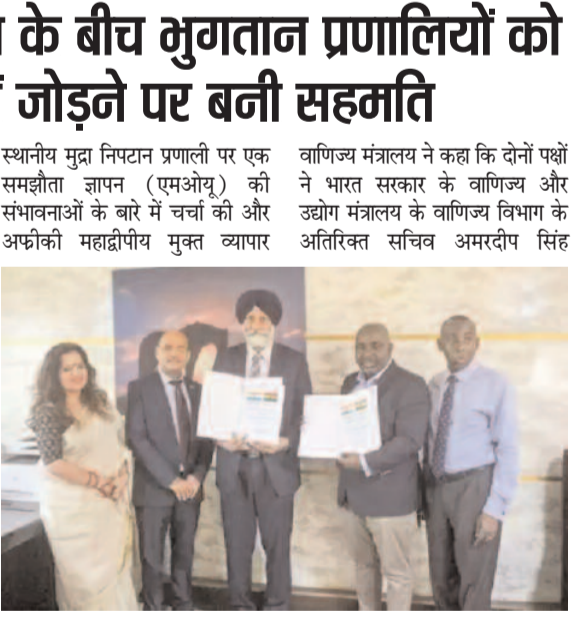 के बीच भुगतान प्रणालियों को
जोड़ने पर बनी सहमति
स्थानीय मुद्रा निपटान प्रणाली पर एक
समझौता ज्ञापन (एमओयू) की
संभावनाओं के बारे में चर्चा की और
अफ्रीकी महाद्वीपीय मुक्त व्यापार
वाणिज्य मंत्रालय ने कहा कि दोनों पक्षों
ने भारत सरकार के वाणिज्य और
उद्योग मंत्रालय के वाणिज्य विभाग के
अतिरिक्त सचिव अमरदीप सिंह